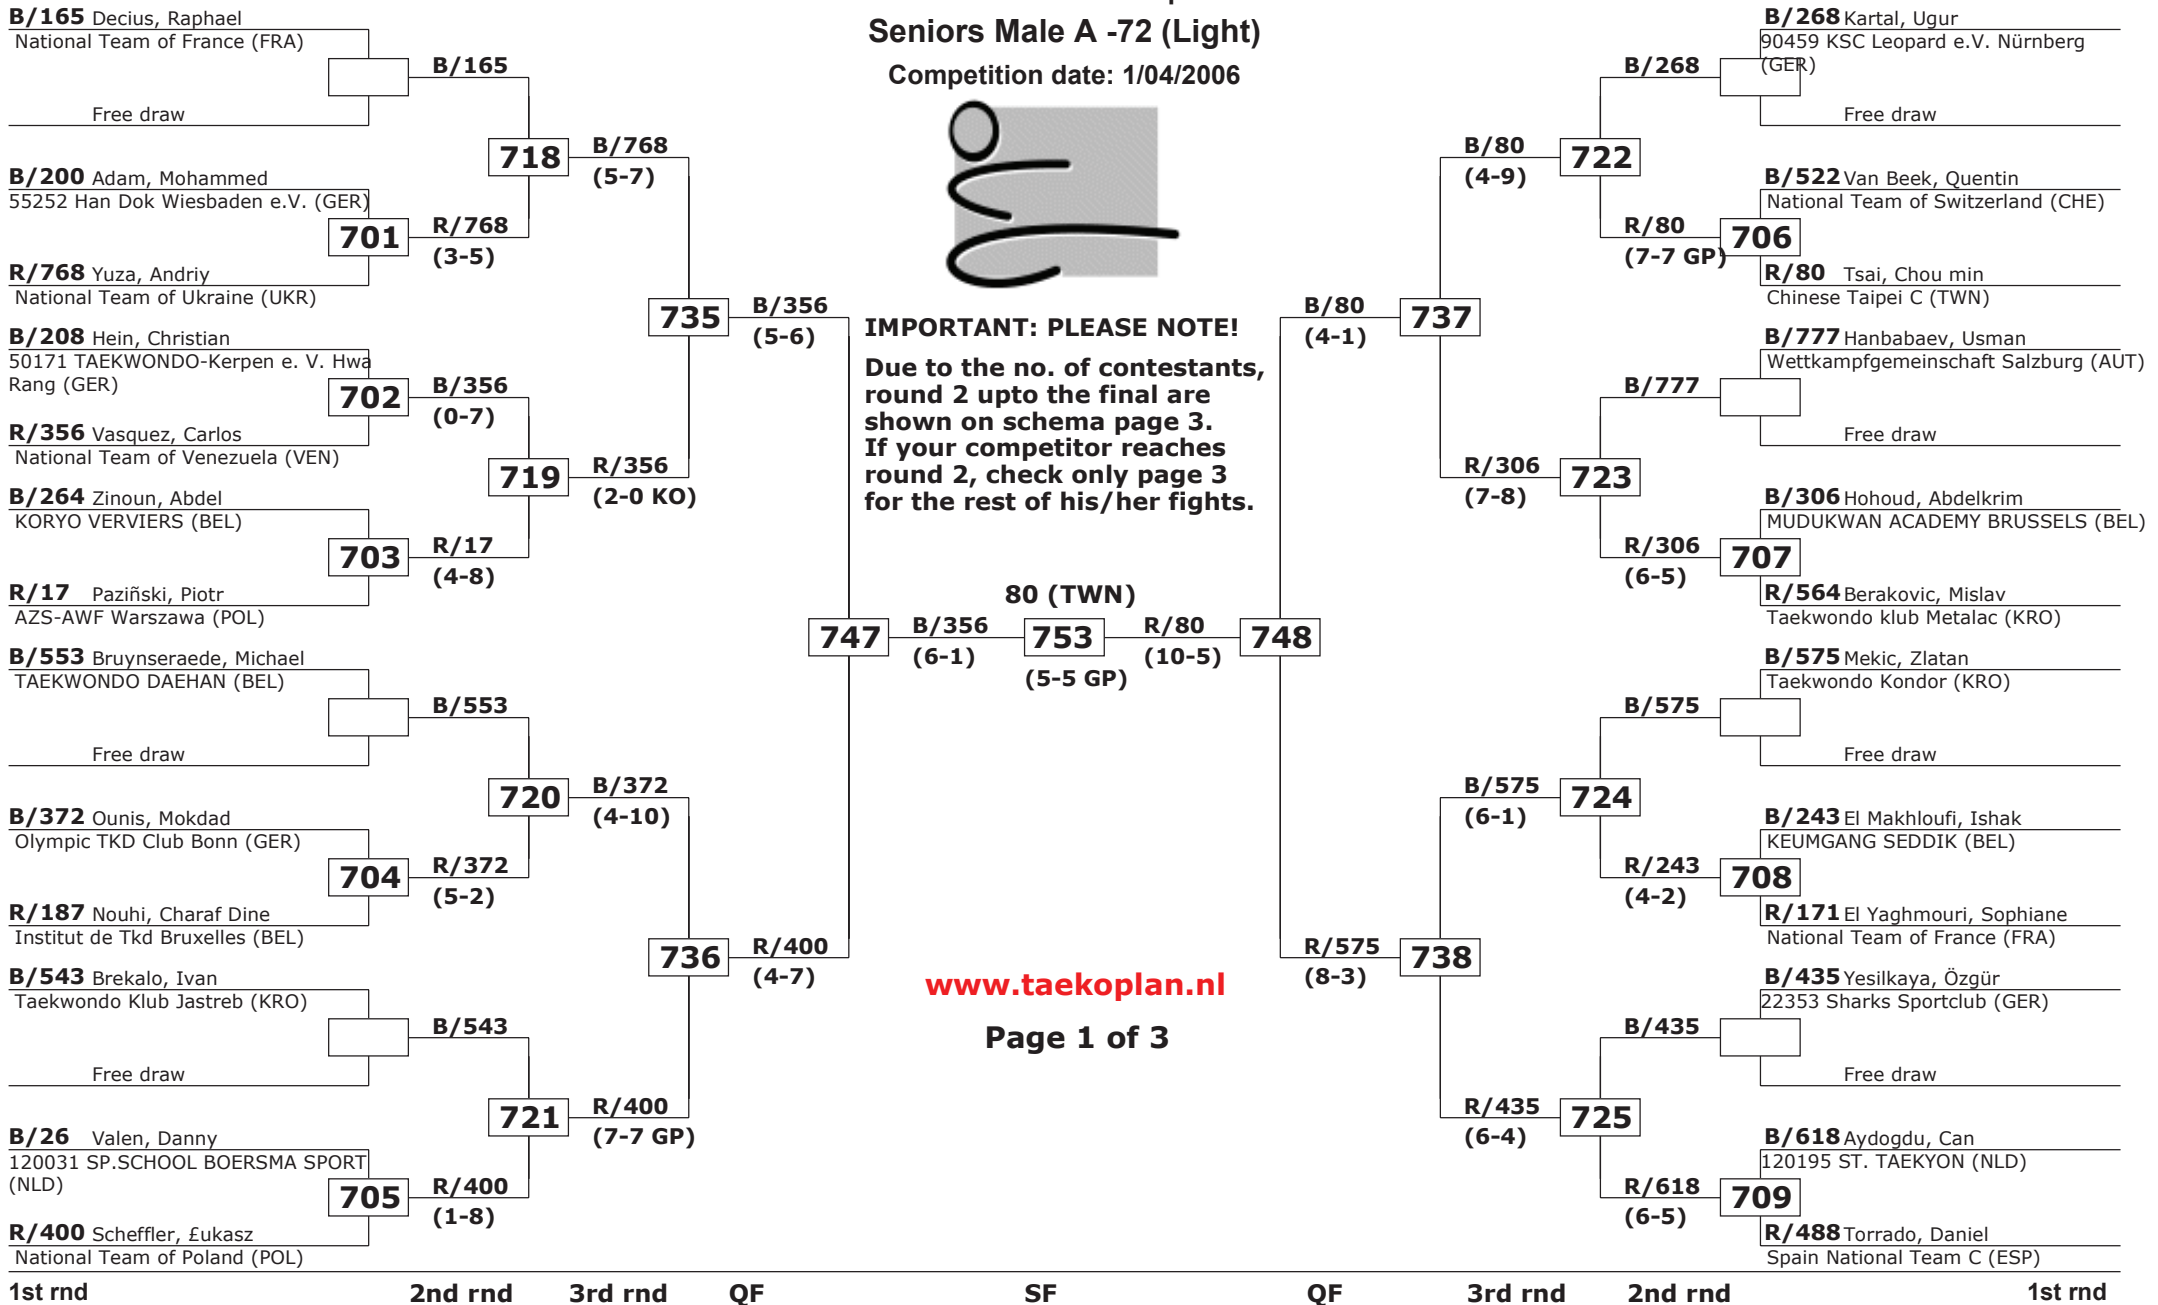 Seniors Male A -72 (Light)
Competition date: 1/04/2006
B/165 Decius, Raphael
National Team of France (FRA)
Free draw
B/200 Adam, Mohammed
55252 Han Dok Wiesbaden e.V. (GER)
701
R/768 Yuza, Andriy
National Team of Ukraine (UKR)
B/208 Hein, Christian
50171 TAEKWONDO-Kerpen e. V. Hwa
Rang (GER)
702
R/356 Vasquez, Carlos
National Team of Venezuela (VEN)
B/264 Zinoun, Abdel
KORYO VERVIERS (BEL)
703
R/17 Paziñski, Piotr
AZS-AWF Warszawa (POL)
B/553 Bruynseraede, Michael
TAEKWONDO DAEHAN (BEL)
Free draw
B/372 Ounis, Mokdad
Olympic TKD Club Bonn (GER)
704
R/187 Nouhi, Charaf Dine
Institut de Tkd Bruxelles (BEL)
B/543 Brekalo, Ivan
Taekwondo Klub Jastreb (KRO)
Free draw
B/26 Valen, Danny
120031 SP.SCHOOL BOERSMA SPORT
(NLD)
705
R/400 Scheffler, £ukasz
National Team of Poland (POL)
B/165
718
R/768
(3-5)
B/356
(0-7)
719
R/17
(4-8)
B/553
720
R/372
(5-2)
B/543
721
R/400
(1-8)
B/768
(5-7)
735
R/356
(2-0 KO)
B/372
(4-10)
736
R/400
(7-7 GP)
B/356
(5-6)
747
R/400
(4-7)
IMPORTANT: PLEASE NOTE!
Due to the no. of contestants,
round 2 upto the final are
shown on schema page 3.
If your competitor reaches
round 2, check only page 3
for the rest of his/her fights.
80 (TWN)
B/356
(6-1)
753
(5-5 GP)
R/80
(10-5)
www.taekoplan.nl
Page 1 of 3
B/80
(4-1)
748
R/575
(8-3)
B/80
(4-9)
737
R/306
(7-8)
B/575
(6-1)
738
R/435
(6-4)
B/268
722
R/80
(7-7 GP)
B/777
723
R/306
(6-5)
B/575
724
R/243
(4-2)
B/435
725
R/618
(6-5)
B/268 Kartal, Ugur
90459 KSC Leopard e.V. Nürnberg
(GER)
Free draw
B/522 Van Beek, Quentin
National Team of Switzerland (CHE)
706
R/80 Tsai, Chou min
Chinese Taipei C (TWN)
B/777 Hanbabaev, Usman
Wettkampfgemeinschaft Salzburg (AUT)
Free draw
B/306 Hohoud, Abdelkrim
MUDUKWAN ACADEMY BRUSSELS (BEL)
707
R/564 Berakovic, Mislav
Taekwondo klub Metalac (KRO)
B/575 Mekic, Zlatan
Taekwondo Kondor (KRO)
Free draw
B/243 El Makhloufi, Ishak
KEUMGANG SEDDIK (BEL)
708
R/171 El Yaghmouri, Sophiane
National Team of France (FRA)
B/435 Yesilkaya, Özgür
22353 Sharks Sportclub (GER)
Free draw
B/618 Aydogdu, Can
120195 ST. TAEKYON (NLD)
709
R/488 Torrado, Daniel
Spain National Team C (ESP)
1st rnd 2nd rnd 3rd rnd QF SF QF 3rd rnd 2nd rnd 1st rnd